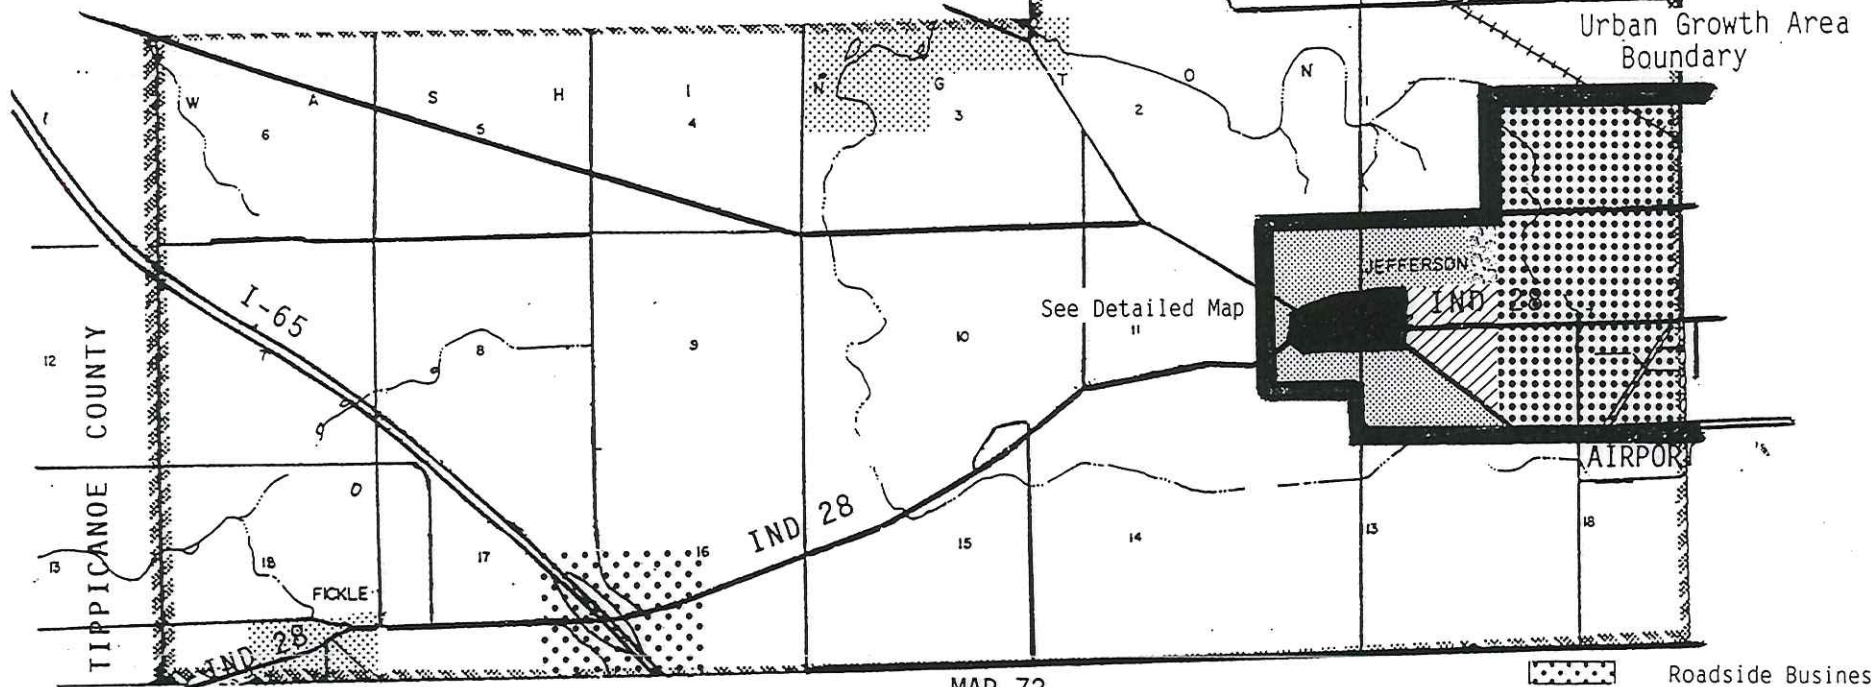 Urban Growth Area
Boundary
W A S H I N G T O N
6 5 4 3 2 1
JEFFERSON
I-65
IND 28
See Detailed Map
12 7 8 9 10 11
TIPPICANOE COUNTY
AIRPORT
IND 28
13 18 17 16 15 14 13 18
FICKLE
IND 28
MAP 72
Roadside Busines